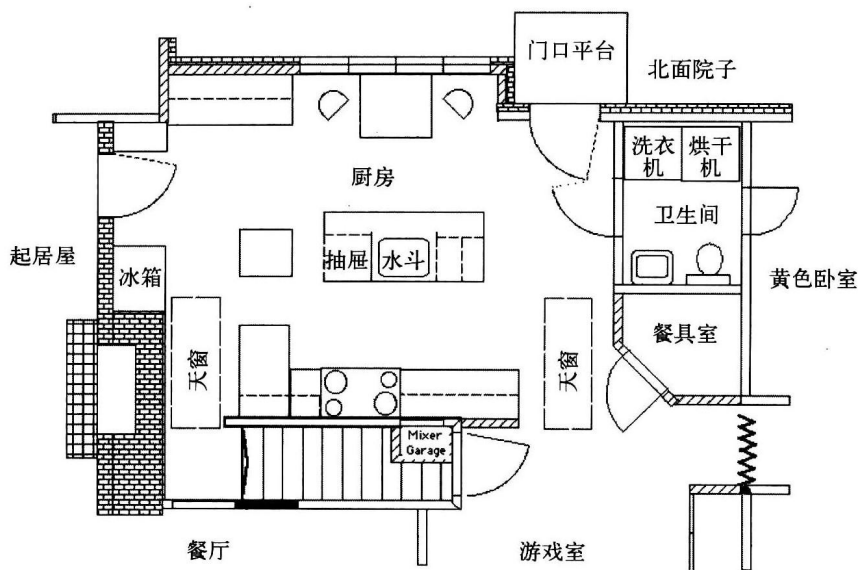 门口平台
北面院子
洗衣机
烘干机
厨房
卫生间
起居屋
抽屉
水斗
冰箱
黄色卧室
餐具室
天窗
天窗
Mixer
Garage
餐厅
游戏室